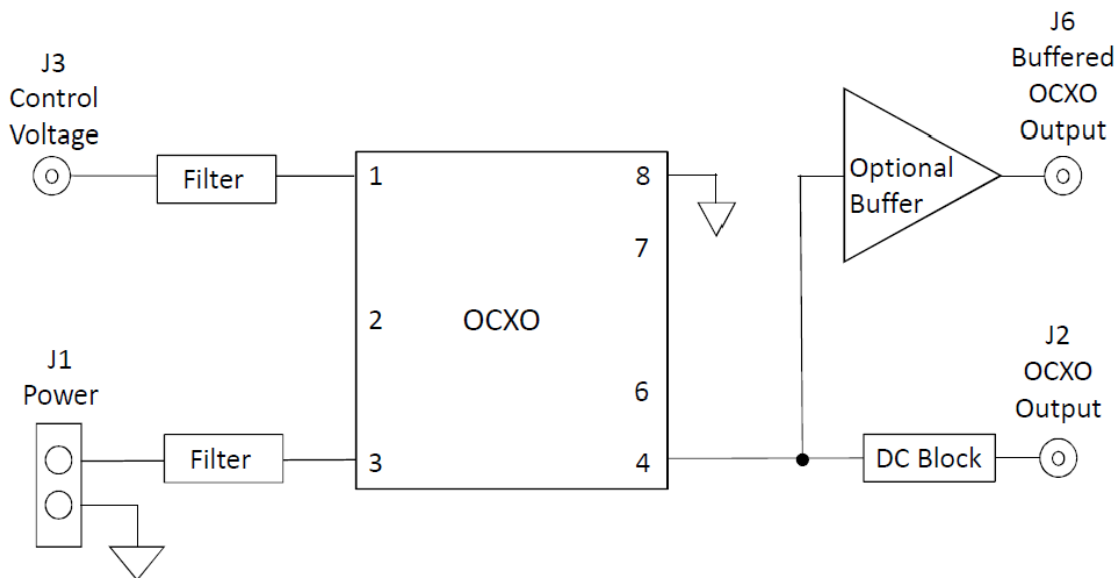 J3
Control
Voltage
Filter
J1
Power
Filter
1
2
3
OCXO
8
7
6
4
Optional
Buffer
J6
Buffered
OCXO
Output
DC Block
J2
OCXO
Output